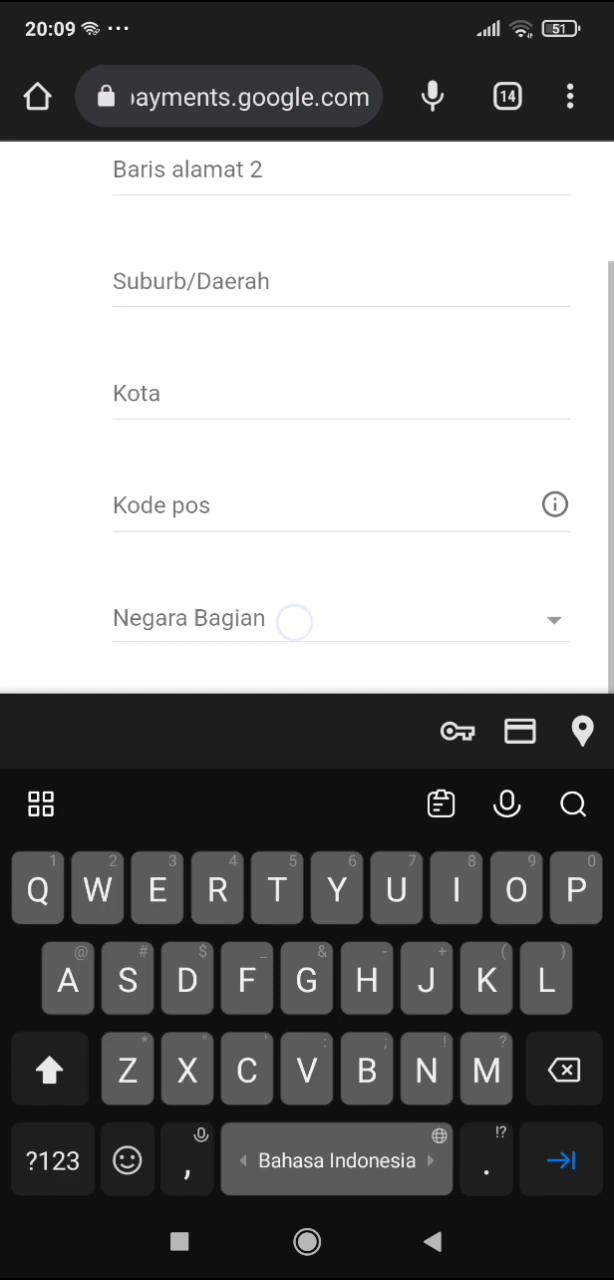 20:09
51
ayments.google.com
14
Baris alamat 2
Suburb/Daerah
Kota
Kode pos
Negara Bagian
1 2 3 4 5 6 7 8 9 0
Q W E R T Y U I O P
@ # $ _ & - + ( )
A S D F G H J K L
* " ' : ; ! ?
Z X C V B N M
!?
?123 , Bahasa Indonesia .